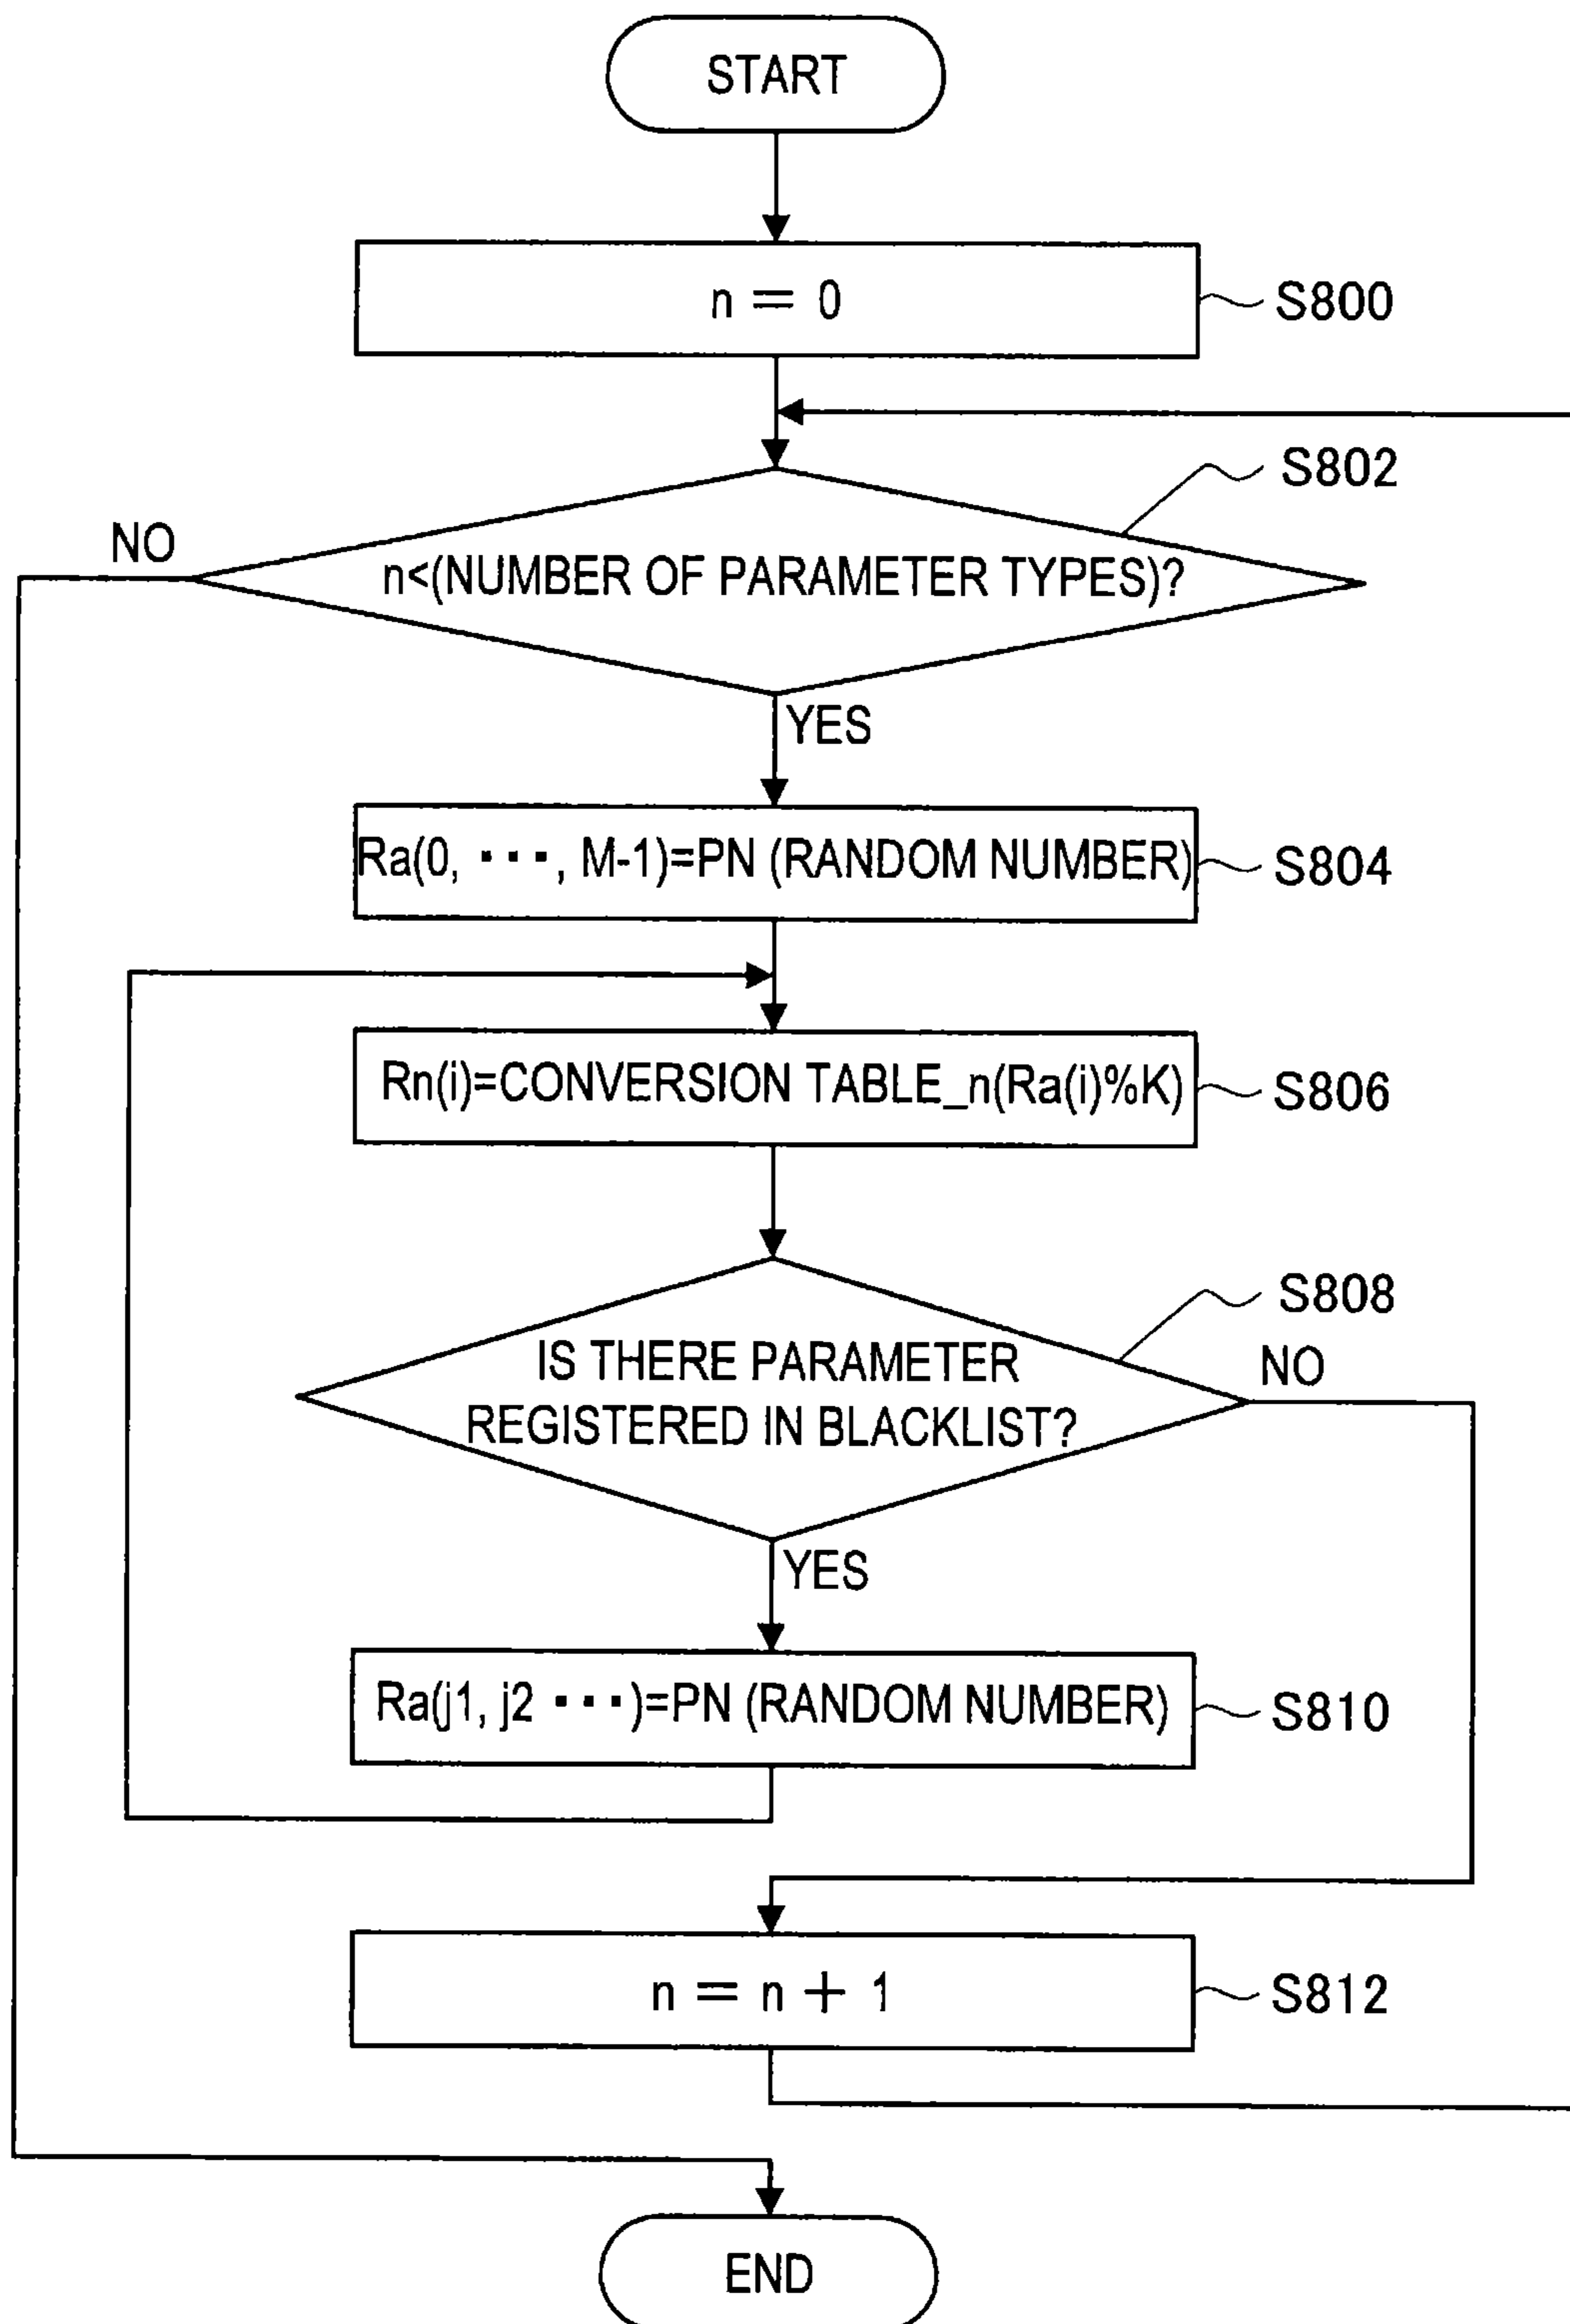 START
n = 0
S800
S802
NO
n<(NUMBER OF PARAMETER TYPES)?
YES
Ra(0, ･･･, M-1)=PN (RANDOM NUMBER)
S804
Rn(i)=CONVERSION TABLE_n(Ra(i)%K)
S806
S808
IS THERE PARAMETER
NO
REGISTERED IN BLACKLIST?
YES
Ra(j1, j2 ･･･)=PN (RANDOM NUMBER)
S810
n = n + 1
S812
END